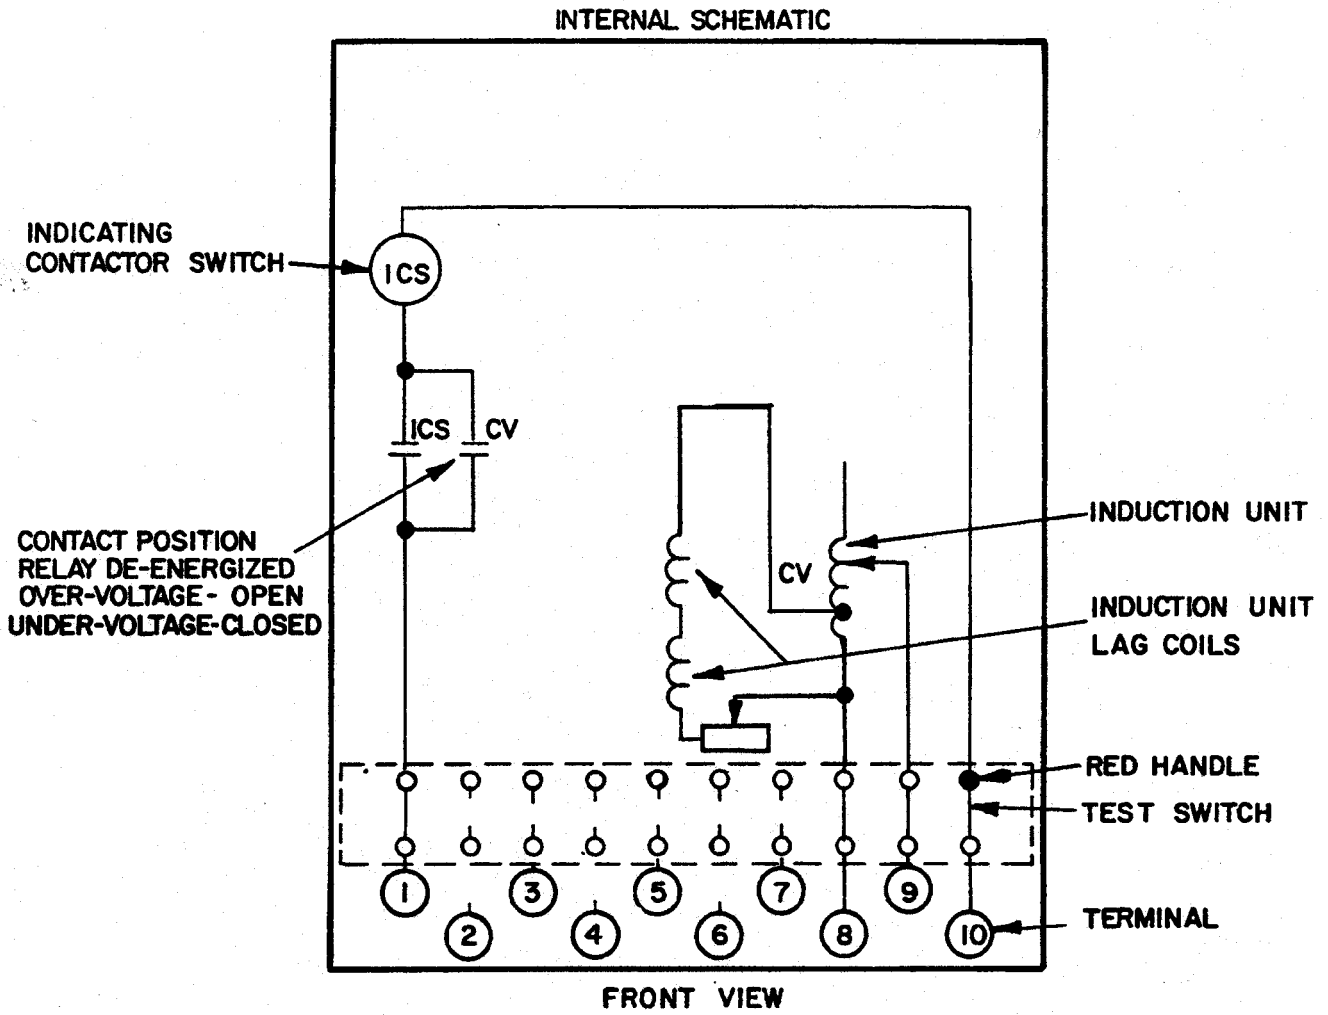 INTERNAL SCHEMATIC
INDICATING
CONTACTOR SWITCH
ICS
ICS CV
CONTACT POSITION
RELAY DE-ENERGIZED
OVER-VOLTAGE- OPEN
UNDER-VOLTAGE-CLOSED
CV
INDUCTION UNIT
INDUCTION UNIT
LAG COILS
RED HANDLE
TEST SWITCH
1 3 5 7 9
2 4 6 8 10
TERMINAL
FRONT VIEW